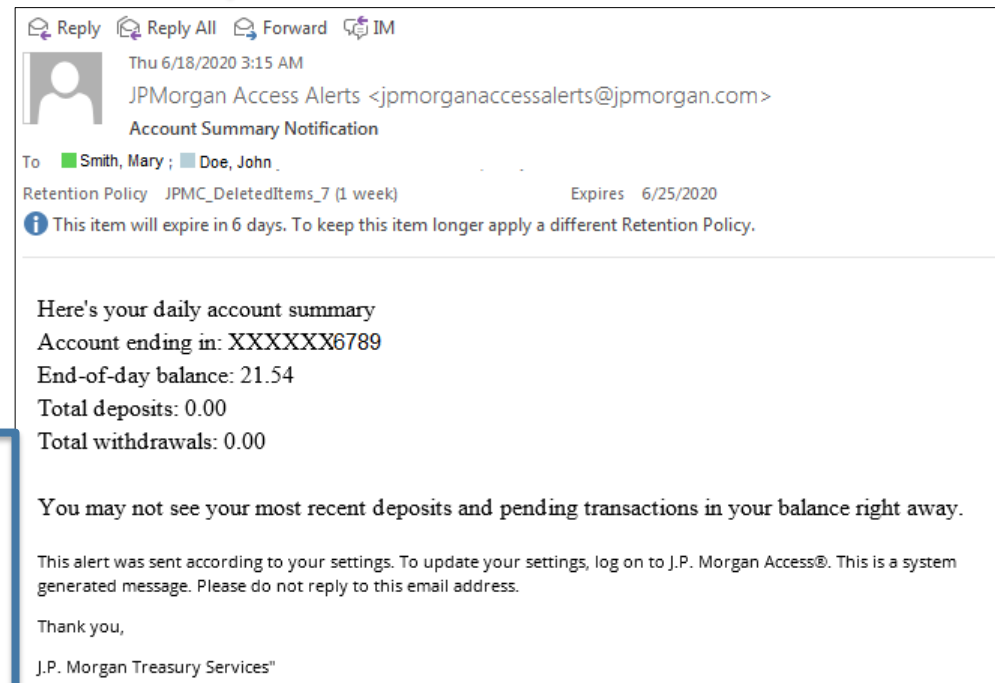 Reply Reply All Forward IM
Thu 6/18/2020 3:15 AM
JPMorgan Access Alerts <jpmorganaccessalerts@jpmorgan.com>
Account Summary Notification
To Smith, Mary ; Doe, John
Retention Policy JPMC_DeletedItems_7 (1 week) Expires 6/25/2020
This item will expire in 6 days. To keep this item longer apply a different Retention Policy.
Here's your daily account summary
Account ending in: XXXXXX6789
End-of-day balance: 21.54
Total deposits: 0.00
Total withdrawals: 0.00
You may not see your most recent deposits and pending transactions in your balance right away.
This alert was sent according to your settings. To update your settings, log on to J.P. Morgan Access®. This is a system
generated message. Please do not reply to this email address.
Thank you,
J.P. Morgan Treasury Services"